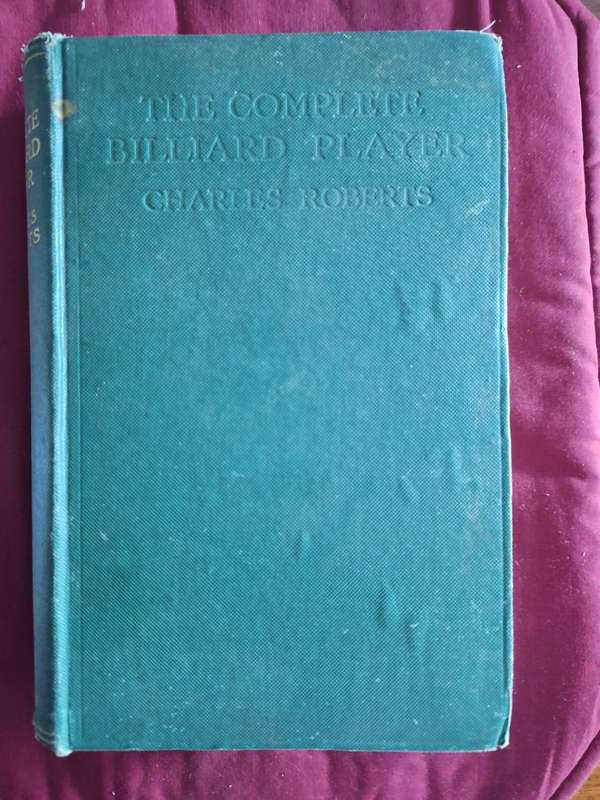 THE COMPLETE
BILLIARD PLAYER
CHARLES ROBERTS